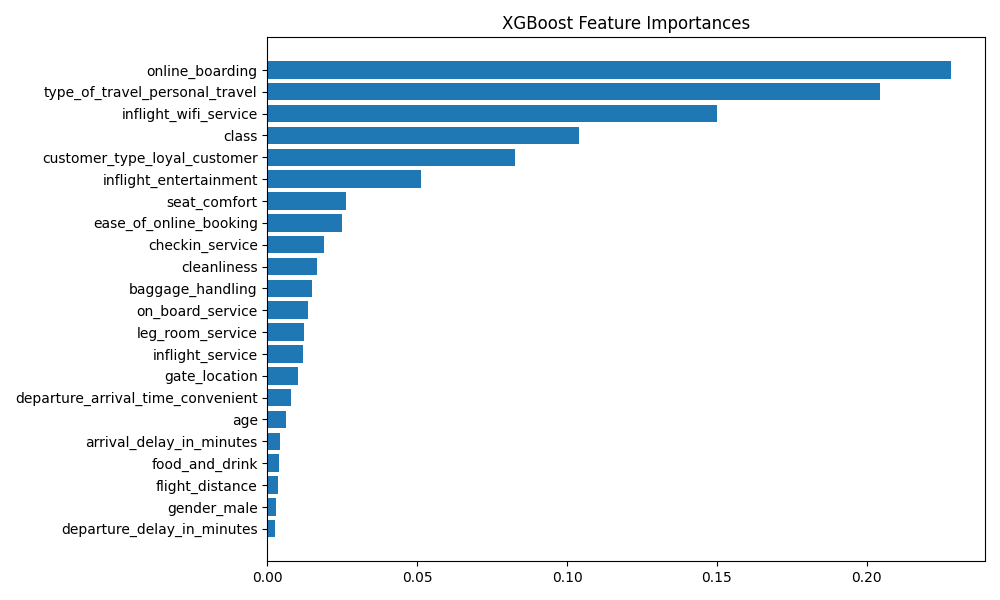 XGBoost Feature Importances
online_boarding
type_of_travel_personal_travel
inflight_wifi_service
class
customer_type_loyal_customer
inflight_entertainment
seat_comfort
ease_of_online_booking
checkin_service
cleanliness
baggage_handling
on_board_service
leg_room_service
inflight_service
gate_location
departure_arrival_time_convenient
age
arrival_delay_in_minutes
food_and_drink
flight_distance
gender_male
departure_delay_in_minutes
0.00 0.05 0.10 0.15 0.20